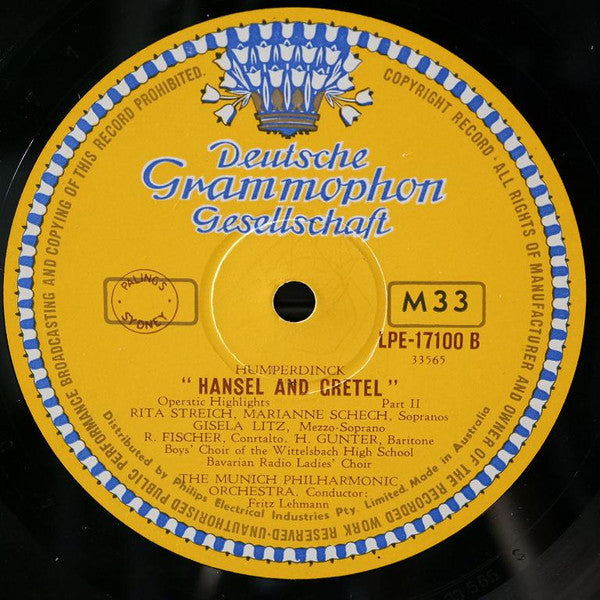 COPYRIGHT RECORD · ALL RIGHTS OF MANUFACTURER AND OWNER OF THE RECORDED WORK RESERVED · UNAUTHORISED PUBLIC PERFORMANCE BROADCASTING AND COPYING OF THIS RECORD PROHIBITED.
Deutsche
Grammophon
Gesellschaft
PALING'S
SYDNEY
M 33
LPE-17100 B
33565
HUMPERDINCK
"HANSEL AND GRETEL"
Operatic Highlights Part II
RITA STREICH, MARIANNE SCHECH, Sopranos
GISELA LITZ, Mezzo-Soprano
R. FISCHER, Conrtalto. H. GUNTER, Baritone
Boys' Choir of the Wittelsbach High School
Bavarian Radio Ladies' Choir
THE MUNICH PHILHARMONIC
ORCHESTRA. Conductor:
Fritz Lehmann
Distributed by Philips Electrical Industries Pty. Limited Made in Australia